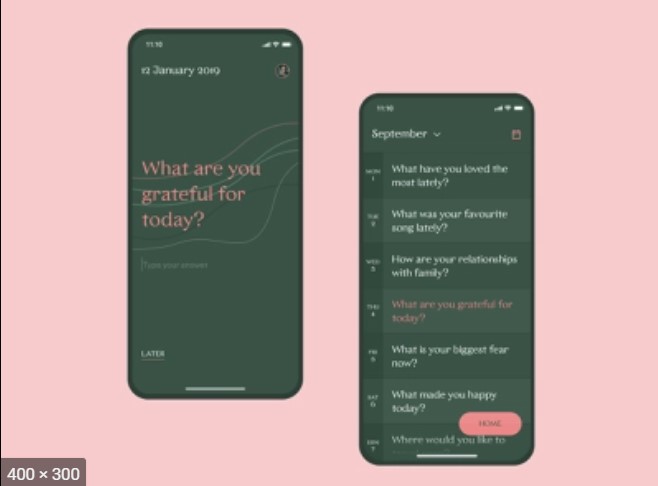 11:10
12 January 2019
What are you
grateful for
today?
Type your answer
LATER
11:10
September
MON
1
What have you loved the
most lately?
TUE
2
What was your favourite
song lately?
WED
3
How are your relationships
with family?
THU
4
What are you grateful for
today?
FRI
5
What is your biggest fear
now?
SAT
6
What made you happy
today?
HOME
SUN
7
Where would you like to
400 × 300